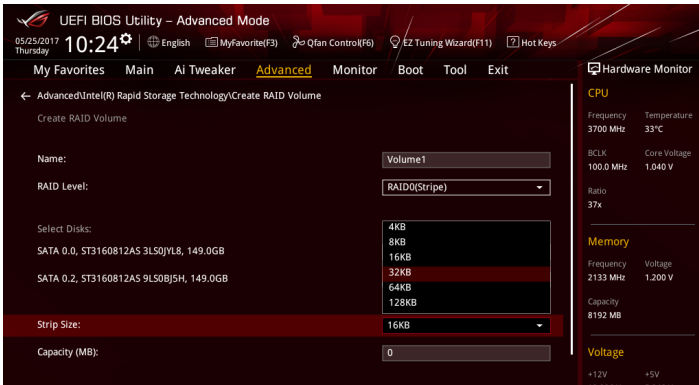 UEFI BIOS Utility – Advanced Mode
05/25/2017 Thursday 10:24 English MyFavorite(F3) Qfan Control(F6) EZ Tuning Wizard(F11) ? Hot Keys
My Favorites Main Ai Tweaker Advanced Monitor Boot Tool Exit
Hardware Monitor
← Advanced\Intel(R) Rapid Storage Technology\Create RAID Volume
Create RAID Volume
Name: Volume1
RAID Level: RAID0(Stripe)
Select Disks:
SATA 0.0, ST3160812AS 3LS0JYL8, 149.0GB
SATA 0.2, ST3160812AS 9LS0BJ5H, 149.0GB
4KB
8KB
16KB
32KB
64KB
128KB
Strip Size: 16KB
Capacity (MB): 0
CPU
Frequency Temperature
3700 MHz 33°C
BCLK Core Voltage
100.0 MHz 1.040 V
Ratio
37x
Memory
Frequency Voltage
2133 MHz 1.200 V
Capacity
8192 MB
Voltage
+12V +5V